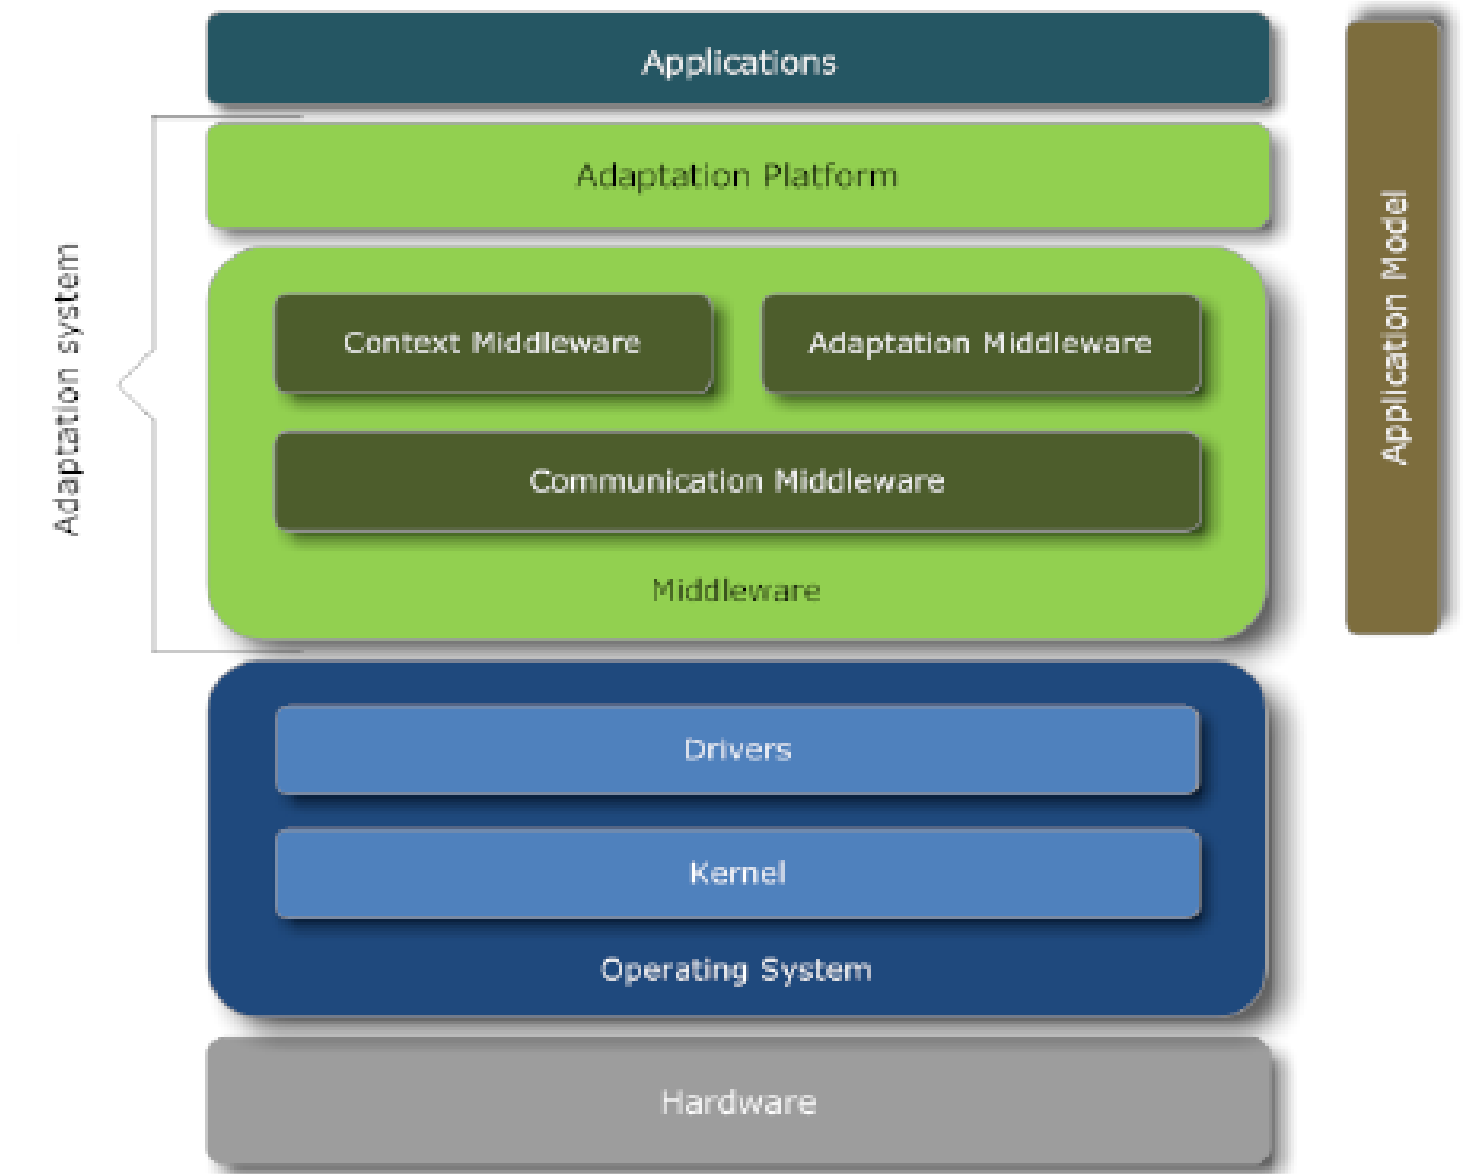 Applications
Adaptation Platform
Adaptation system
Context Middleware
Adaptation Middleware
Communication Middleware
Middleware
Application Model
Drivers
Kernel
Operating System
Hardware